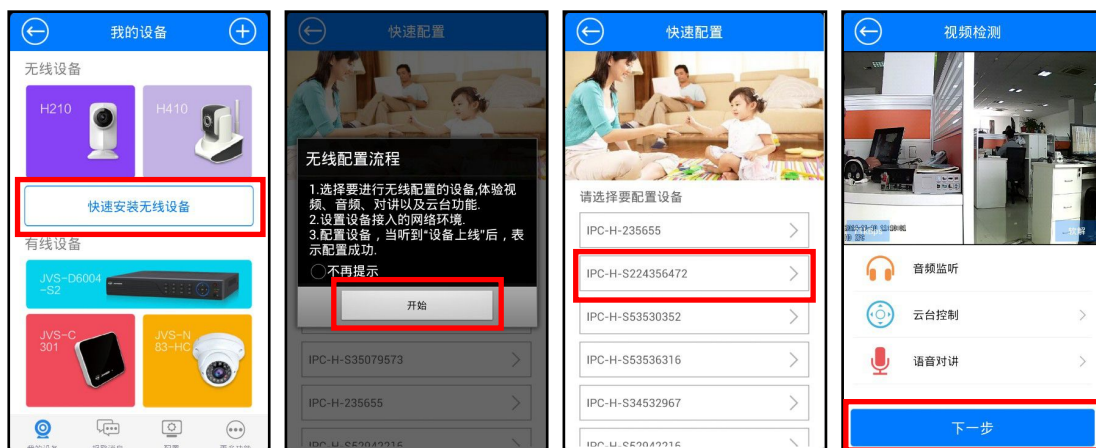 我的设备
无线设备
H210
H410
快速安装无线设备
有线设备
JVS-D6004
-S2
JVS-C
301
JVS-N
83-HC
快速配置
无线配置流程
1.选择要进行无线配置的设备,体验视
频、音频、对讲以及云台功能.
2.设置设备接入的网络环境.
3.配置设备，当听到“设备上线”后，表
示配置成功.
不再提示
开始
IPC-H-S35079573
IPC-H-235655
IPC-H-S52942216
快速配置
请选择要配置设备
IPC-H-235655
IPC-H-S224356472
IPC-H-S53530352
IPC-H-S53536316
IPC-H-S34532967
IPC-H-S52942216
视频检测
音频监听
云台控制
语音对讲
下一步